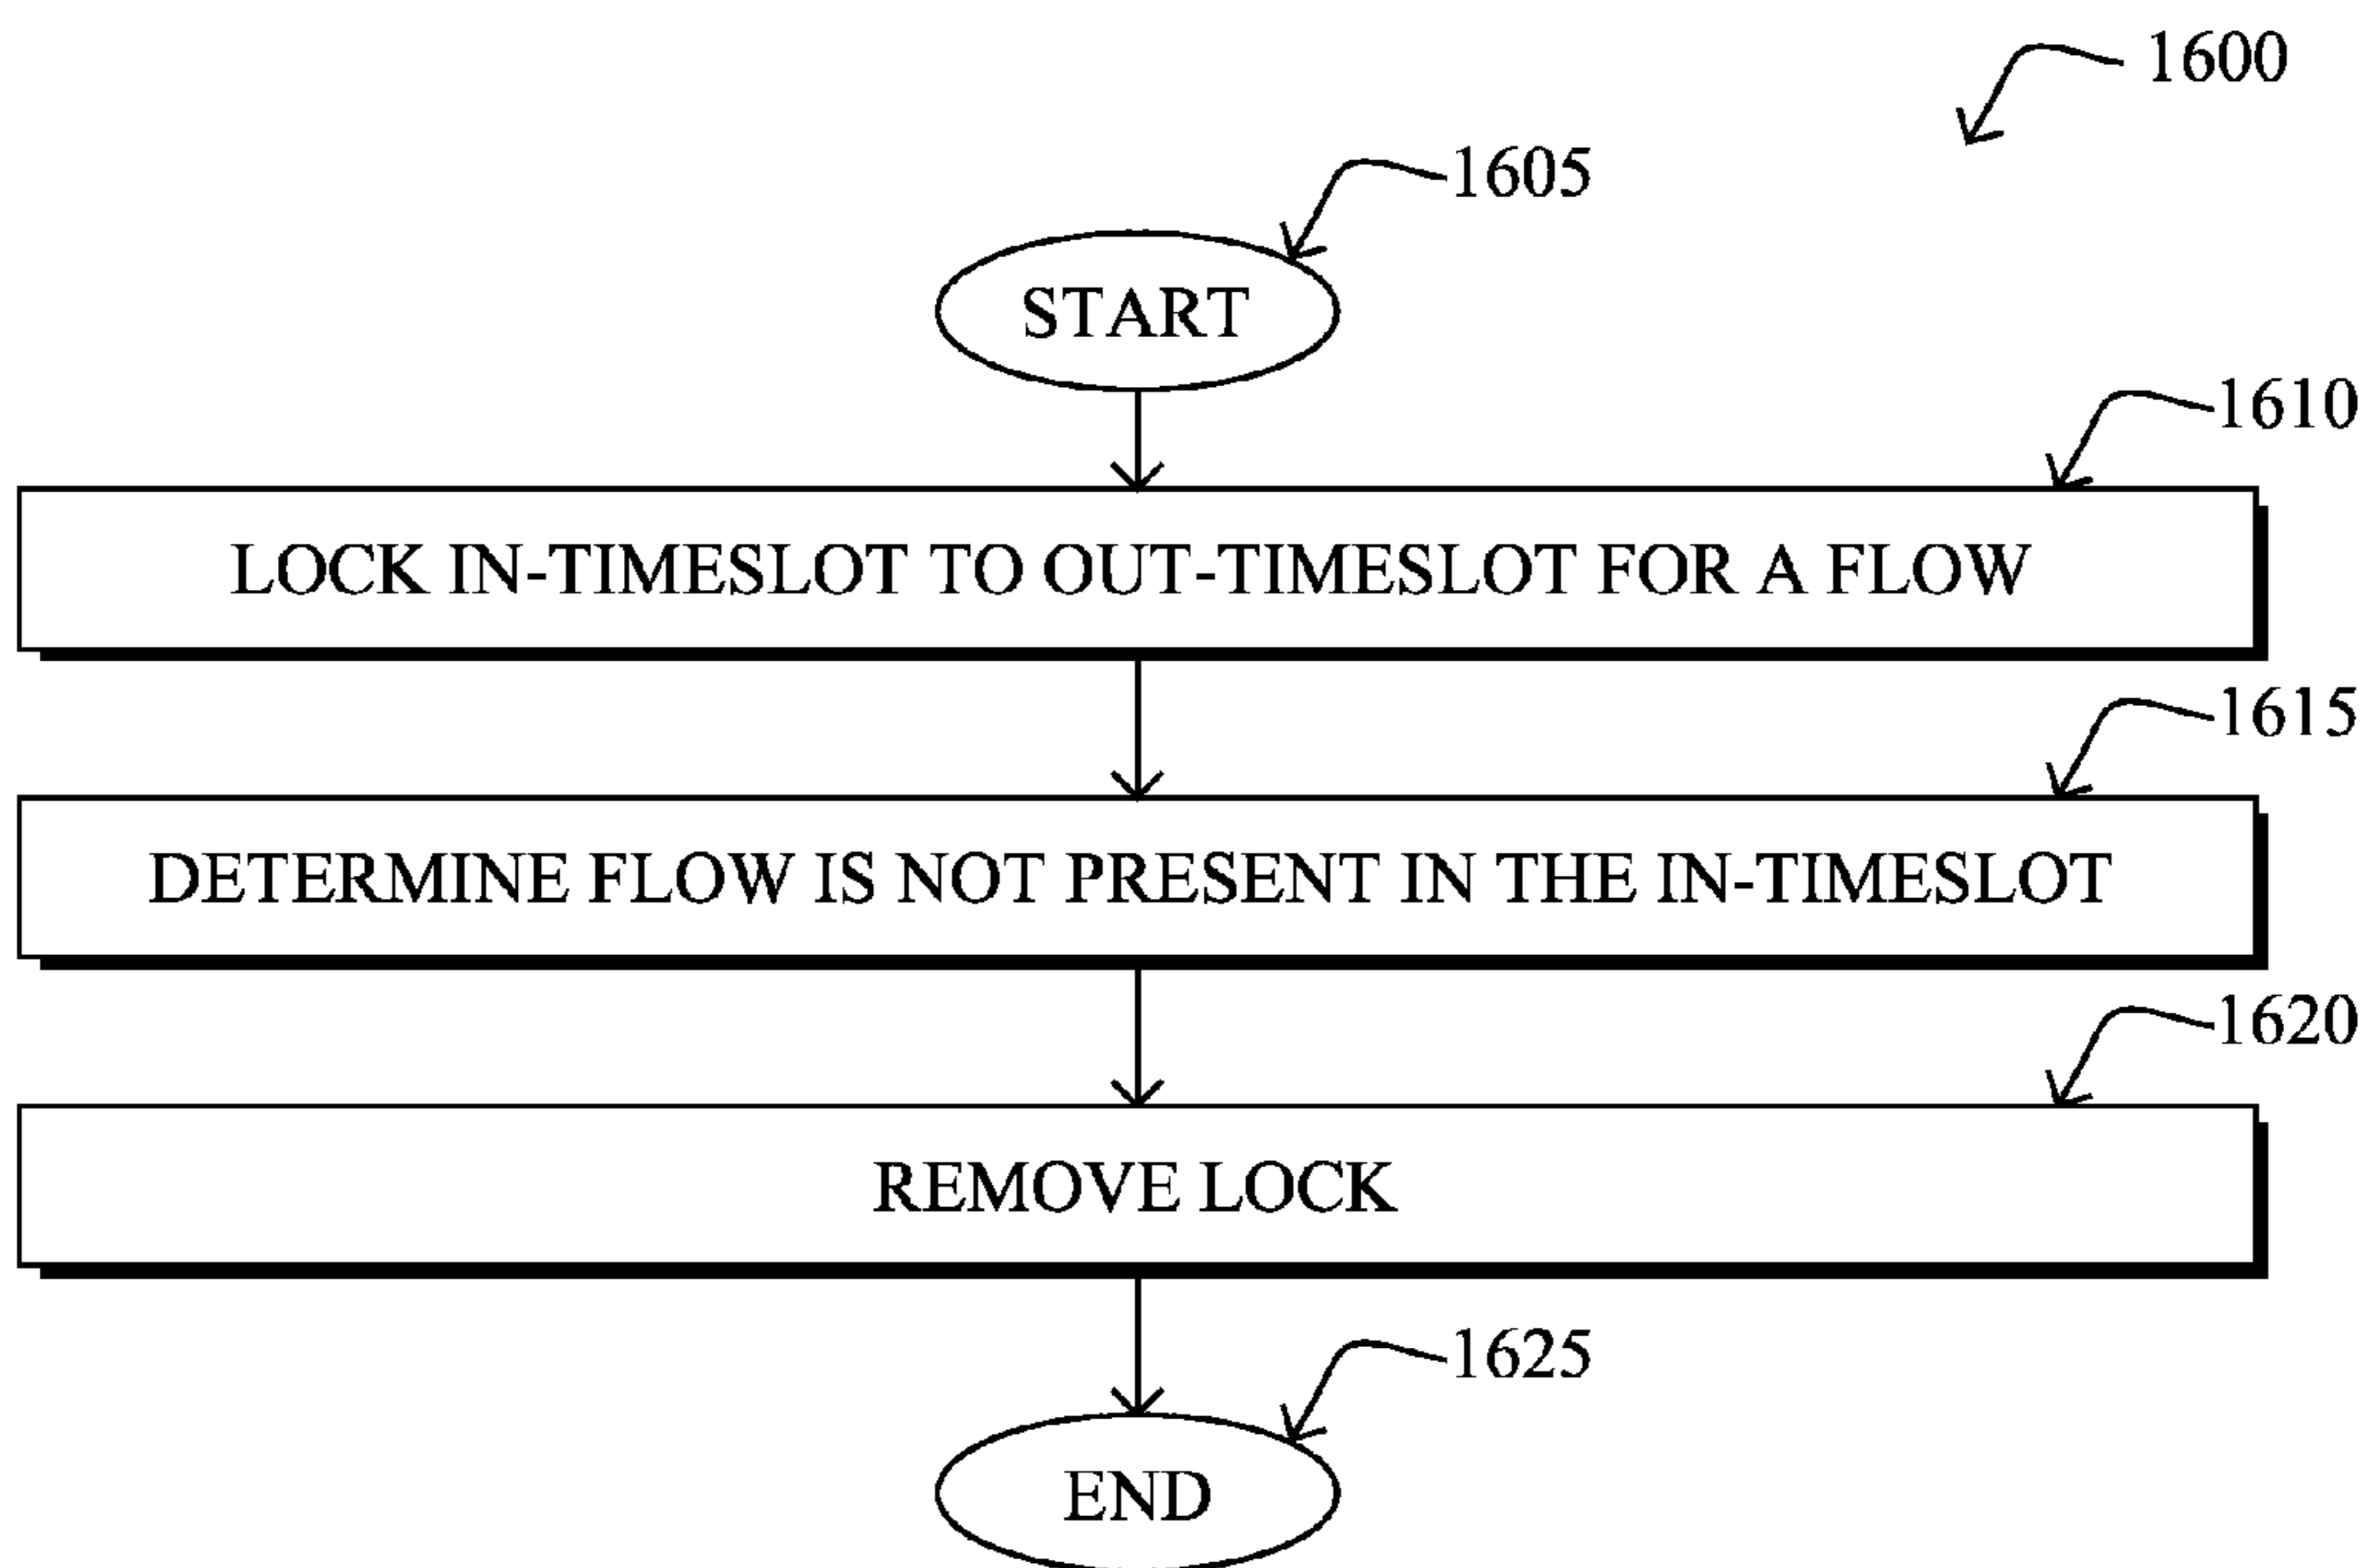 1600
1605
START
1610
LOCK IN-TIMESLOT TO OUT-TIMESLOT FOR A FLOW
1615
DETERMINE FLOW IS NOT PRESENT IN THE IN-TIMESLOT
1620
REMOVE LOCK
1625
END